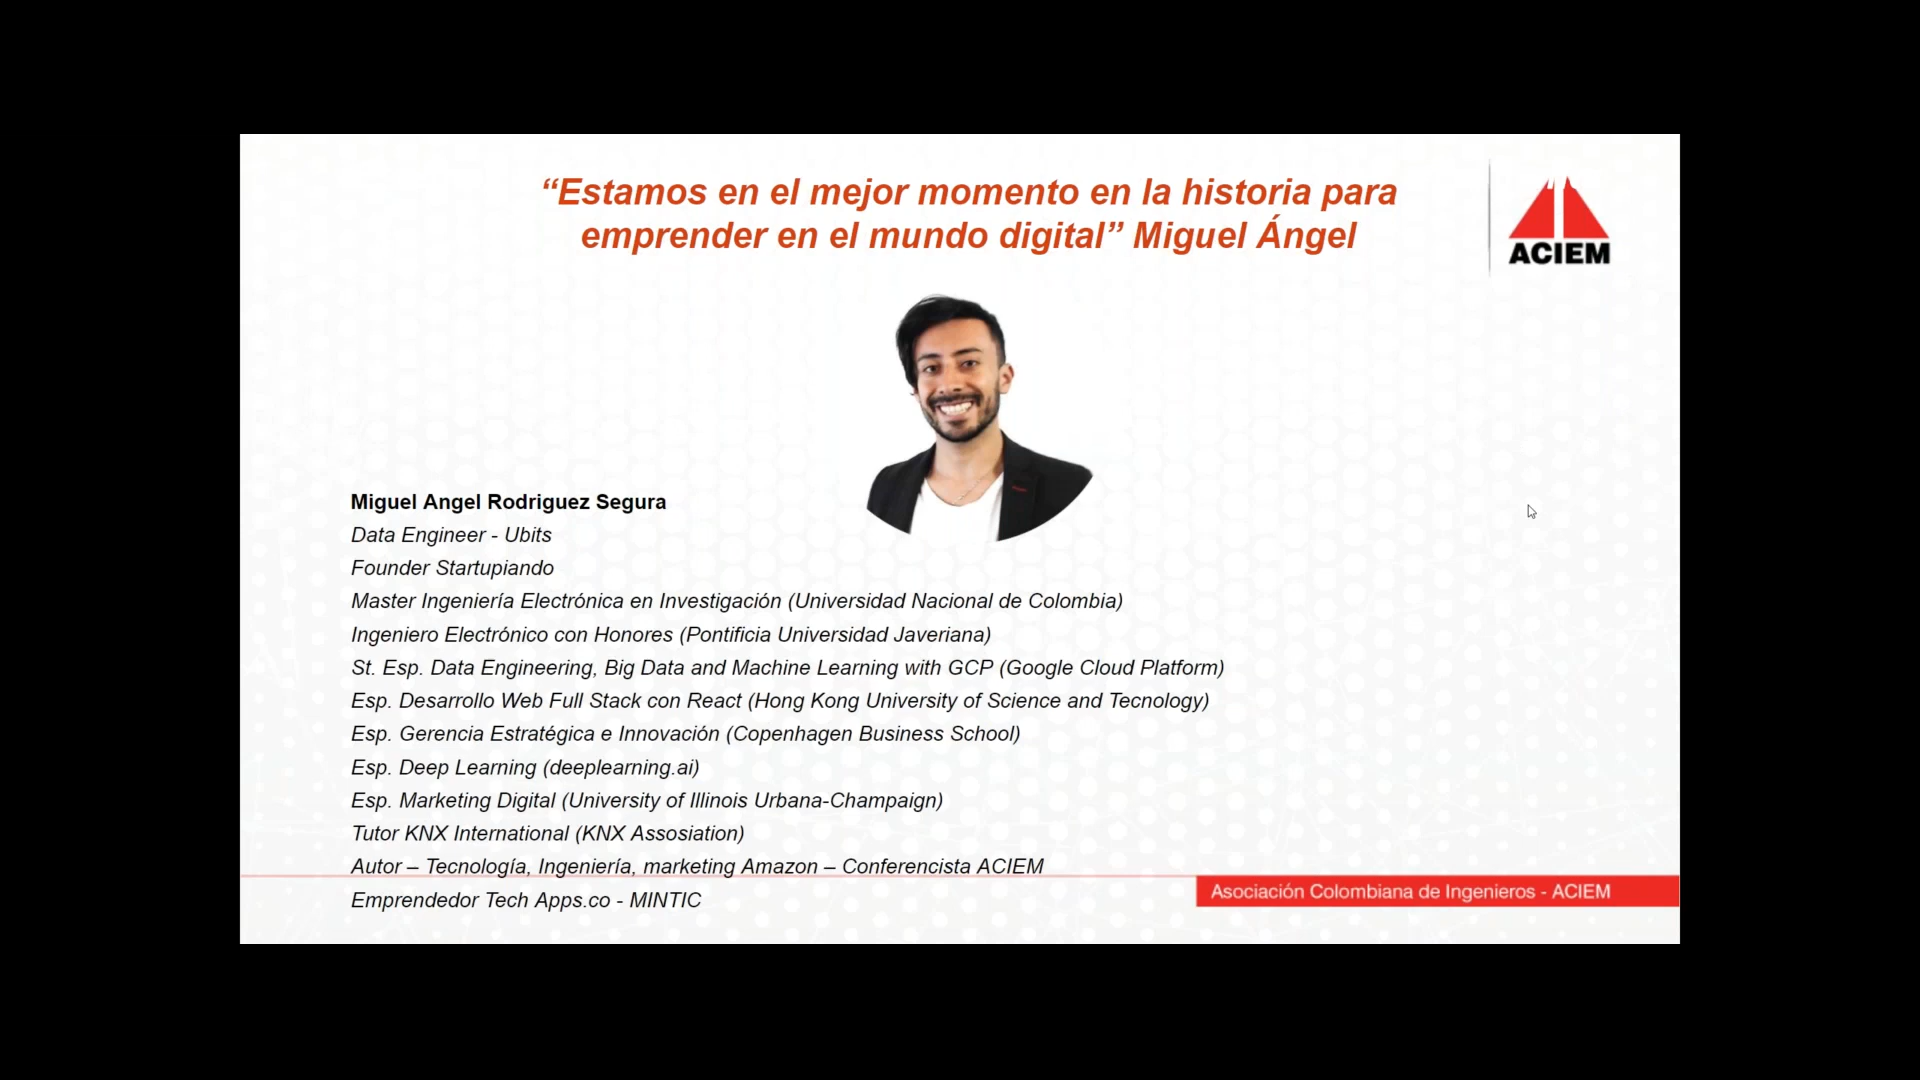 “Estamos en el mejor momento en la historia para
emprender en el mundo digital” Miguel Ángel
ACIEM
Miguel Angel Rodriguez Segura
Data Engineer - Ubits
Founder Startupiando
Master Ingeniería Electrónica en Investigación (Universidad Nacional de Colombia)
Ingeniero Electrónico con Honores (Pontificia Universidad Javeriana)
St. Esp. Data Engineering, Big Data and Machine Learning with GCP (Google Cloud Platform)
Esp. Desarrollo Web Full Stack con React (Hong Kong University of Science and Tecnology)
Esp. Gerencia Estratégica e Innovación (Copenhagen Business School)
Esp. Deep Learning (deeplearning.ai)
Esp. Marketing Digital (University of Illinois Urbana-Champaign)
Tutor KNX International (KNX Assosiation)
Autor – Tecnología, Ingeniería, marketing Amazon – Conferencista ACIEM
Emprendedor Tech Apps.co - MINTIC
Asociación Colombiana de Ingenieros - ACIEM